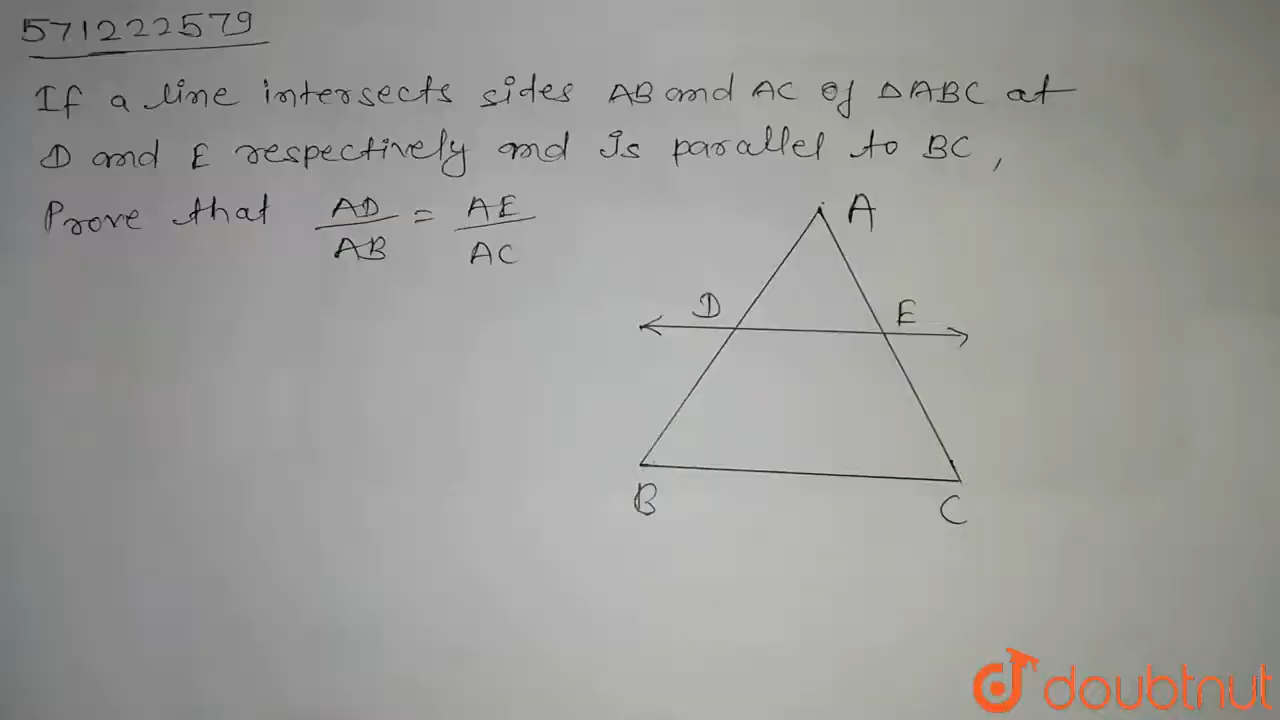 571222579
If a line intersects sides AB and AC of ΔABC at
D and E respectively and is parallel to BC,
Prove that AD/AB = AE/AC
A
D E
B C
doubtnut